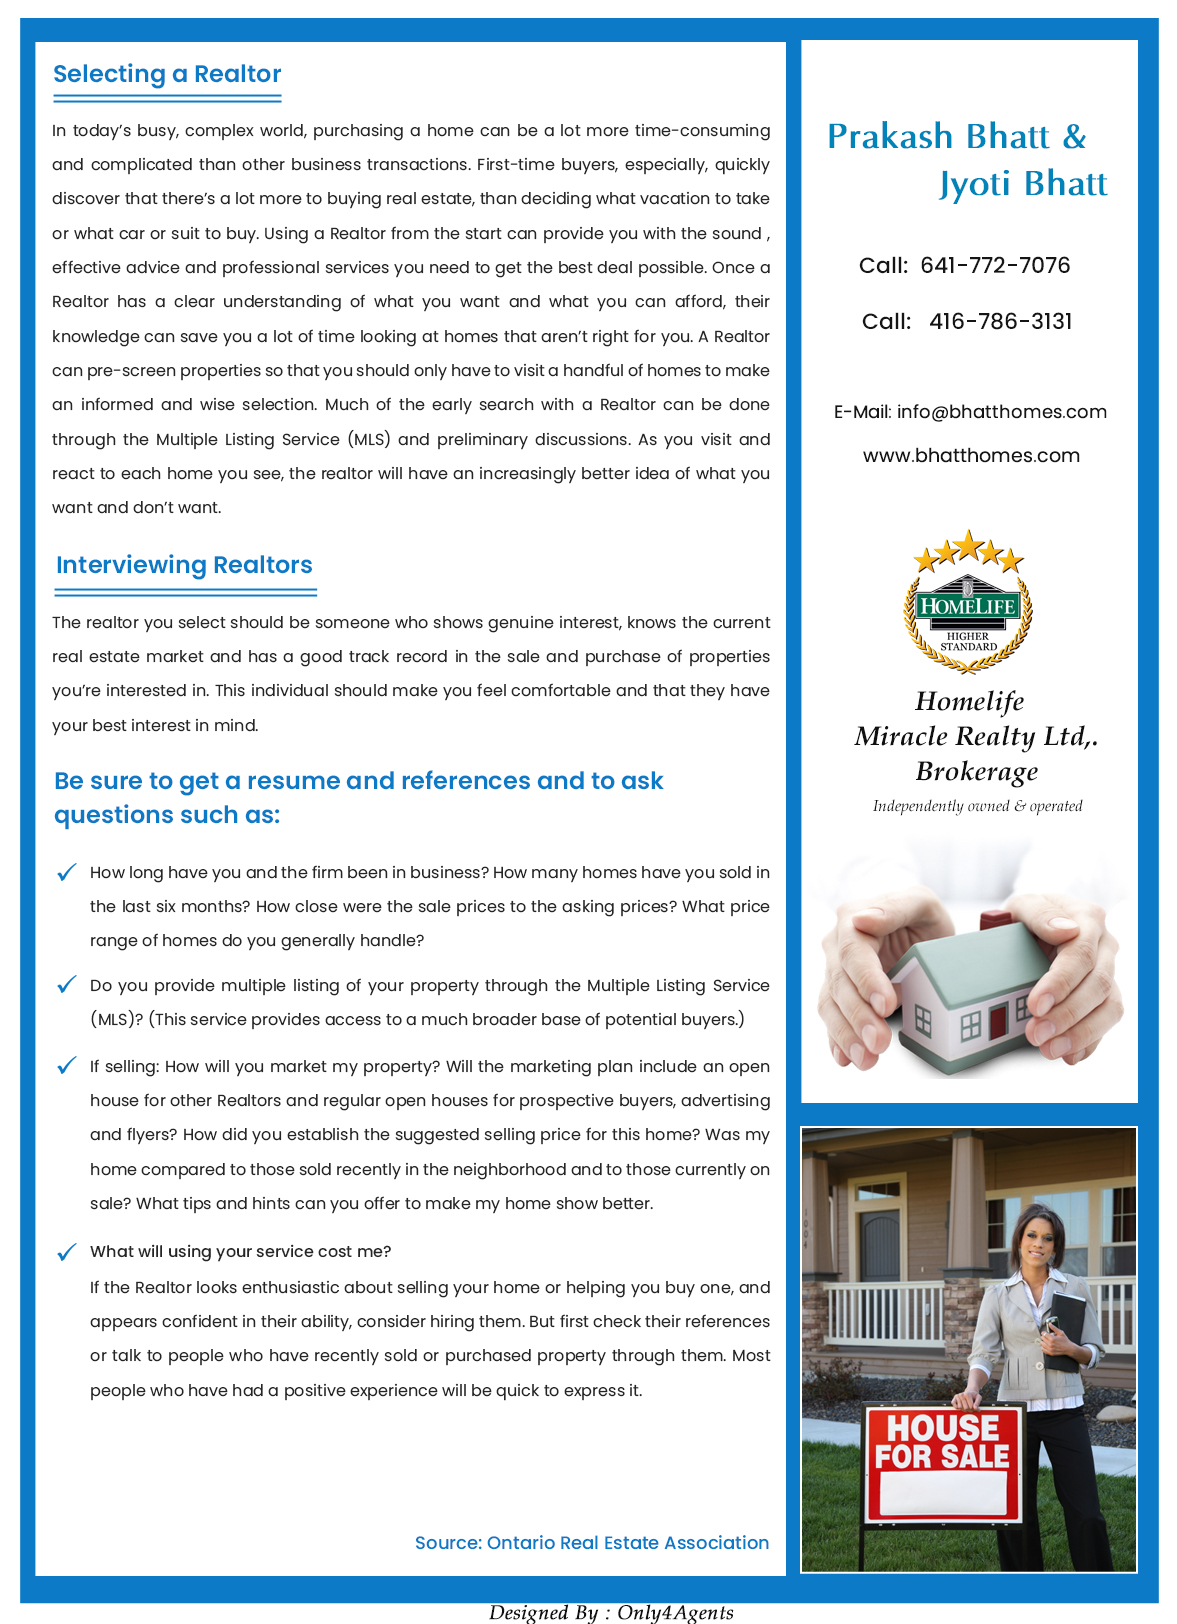 Selecting a Realtor
In today's busy, complex world, purchasing a home can be a lot more time-consuming
and complicated than other business transactions. First-time buyers, especially, quickly
discover that there's a lot more to buying real estate, than deciding what vacation to take
or what car or suit to buy. Using a Realtor from the start can provide you with the sound ,
effective advice and professional services you need to get the best deal possible. Once a
Realtor has a clear understanding of what you want and what you can afford, their
knowledge can save you a lot of time looking at homes that aren't right for you. A Realtor
can pre-screen properties so that you should only have to visit a handful of homes to make
an informed and wise selection. Much of the early search with a Realtor can be done
through the Multiple Listing Service (MLS) and preliminary discussions. As you visit and
react to each home you see, the realtor will have an increasingly better idea of what you
want and don't want.
Interviewing Realtors
The realtor you select should be someone who shows genuine interest, knows the current
real estate market and has a good track record in the sale and purchase of properties
you're interested in. This individual should make you feel comfortable and that they have
your best interest in mind.
Be sure to get a resume and references and to ask
questions such as:
How long have you and the firm been in business? How many homes have you sold in
the last six months? How close were the sale prices to the asking prices? What price
range of homes do you generally handle?
Do you provide multiple listing of your property through the Multiple Listing Service
(MLS)? (This service provides access to a much broader base of potential buyers.)
If selling: How will you market my property? Will the marketing plan include an open
house for other Realtors and regular open houses for prospective buyers, advertising
and flyers? How did you establish the suggested selling price for this home? Was my
home compared to those sold recently in the neighborhood and to those currently on
sale? What tips and hints can you offer to make my home show better.
What will using your service cost me?
If the Realtor looks enthusiastic about selling your home or helping you buy one, and
appears confident in their ability, consider hiring them. But first check their references
or talk to people who have recently sold or purchased property through them. Most
people who have had a positive experience will be quick to express it.
Source: Ontario Real Estate Association
Prakash Bhatt &
Jyoti Bhatt
Call: 641-772-7076
Call: 416-786-3131
E-Mail: info@bhatthomes.com
www.bhatthomes.com
HOMELIFE
HIGHER
STANDARD
Homelife
Miracle Realty Ltd,.
Brokerage
Independently owned & operated
1004
HOUSE
FOR SALE
Designed By : Only4Agents